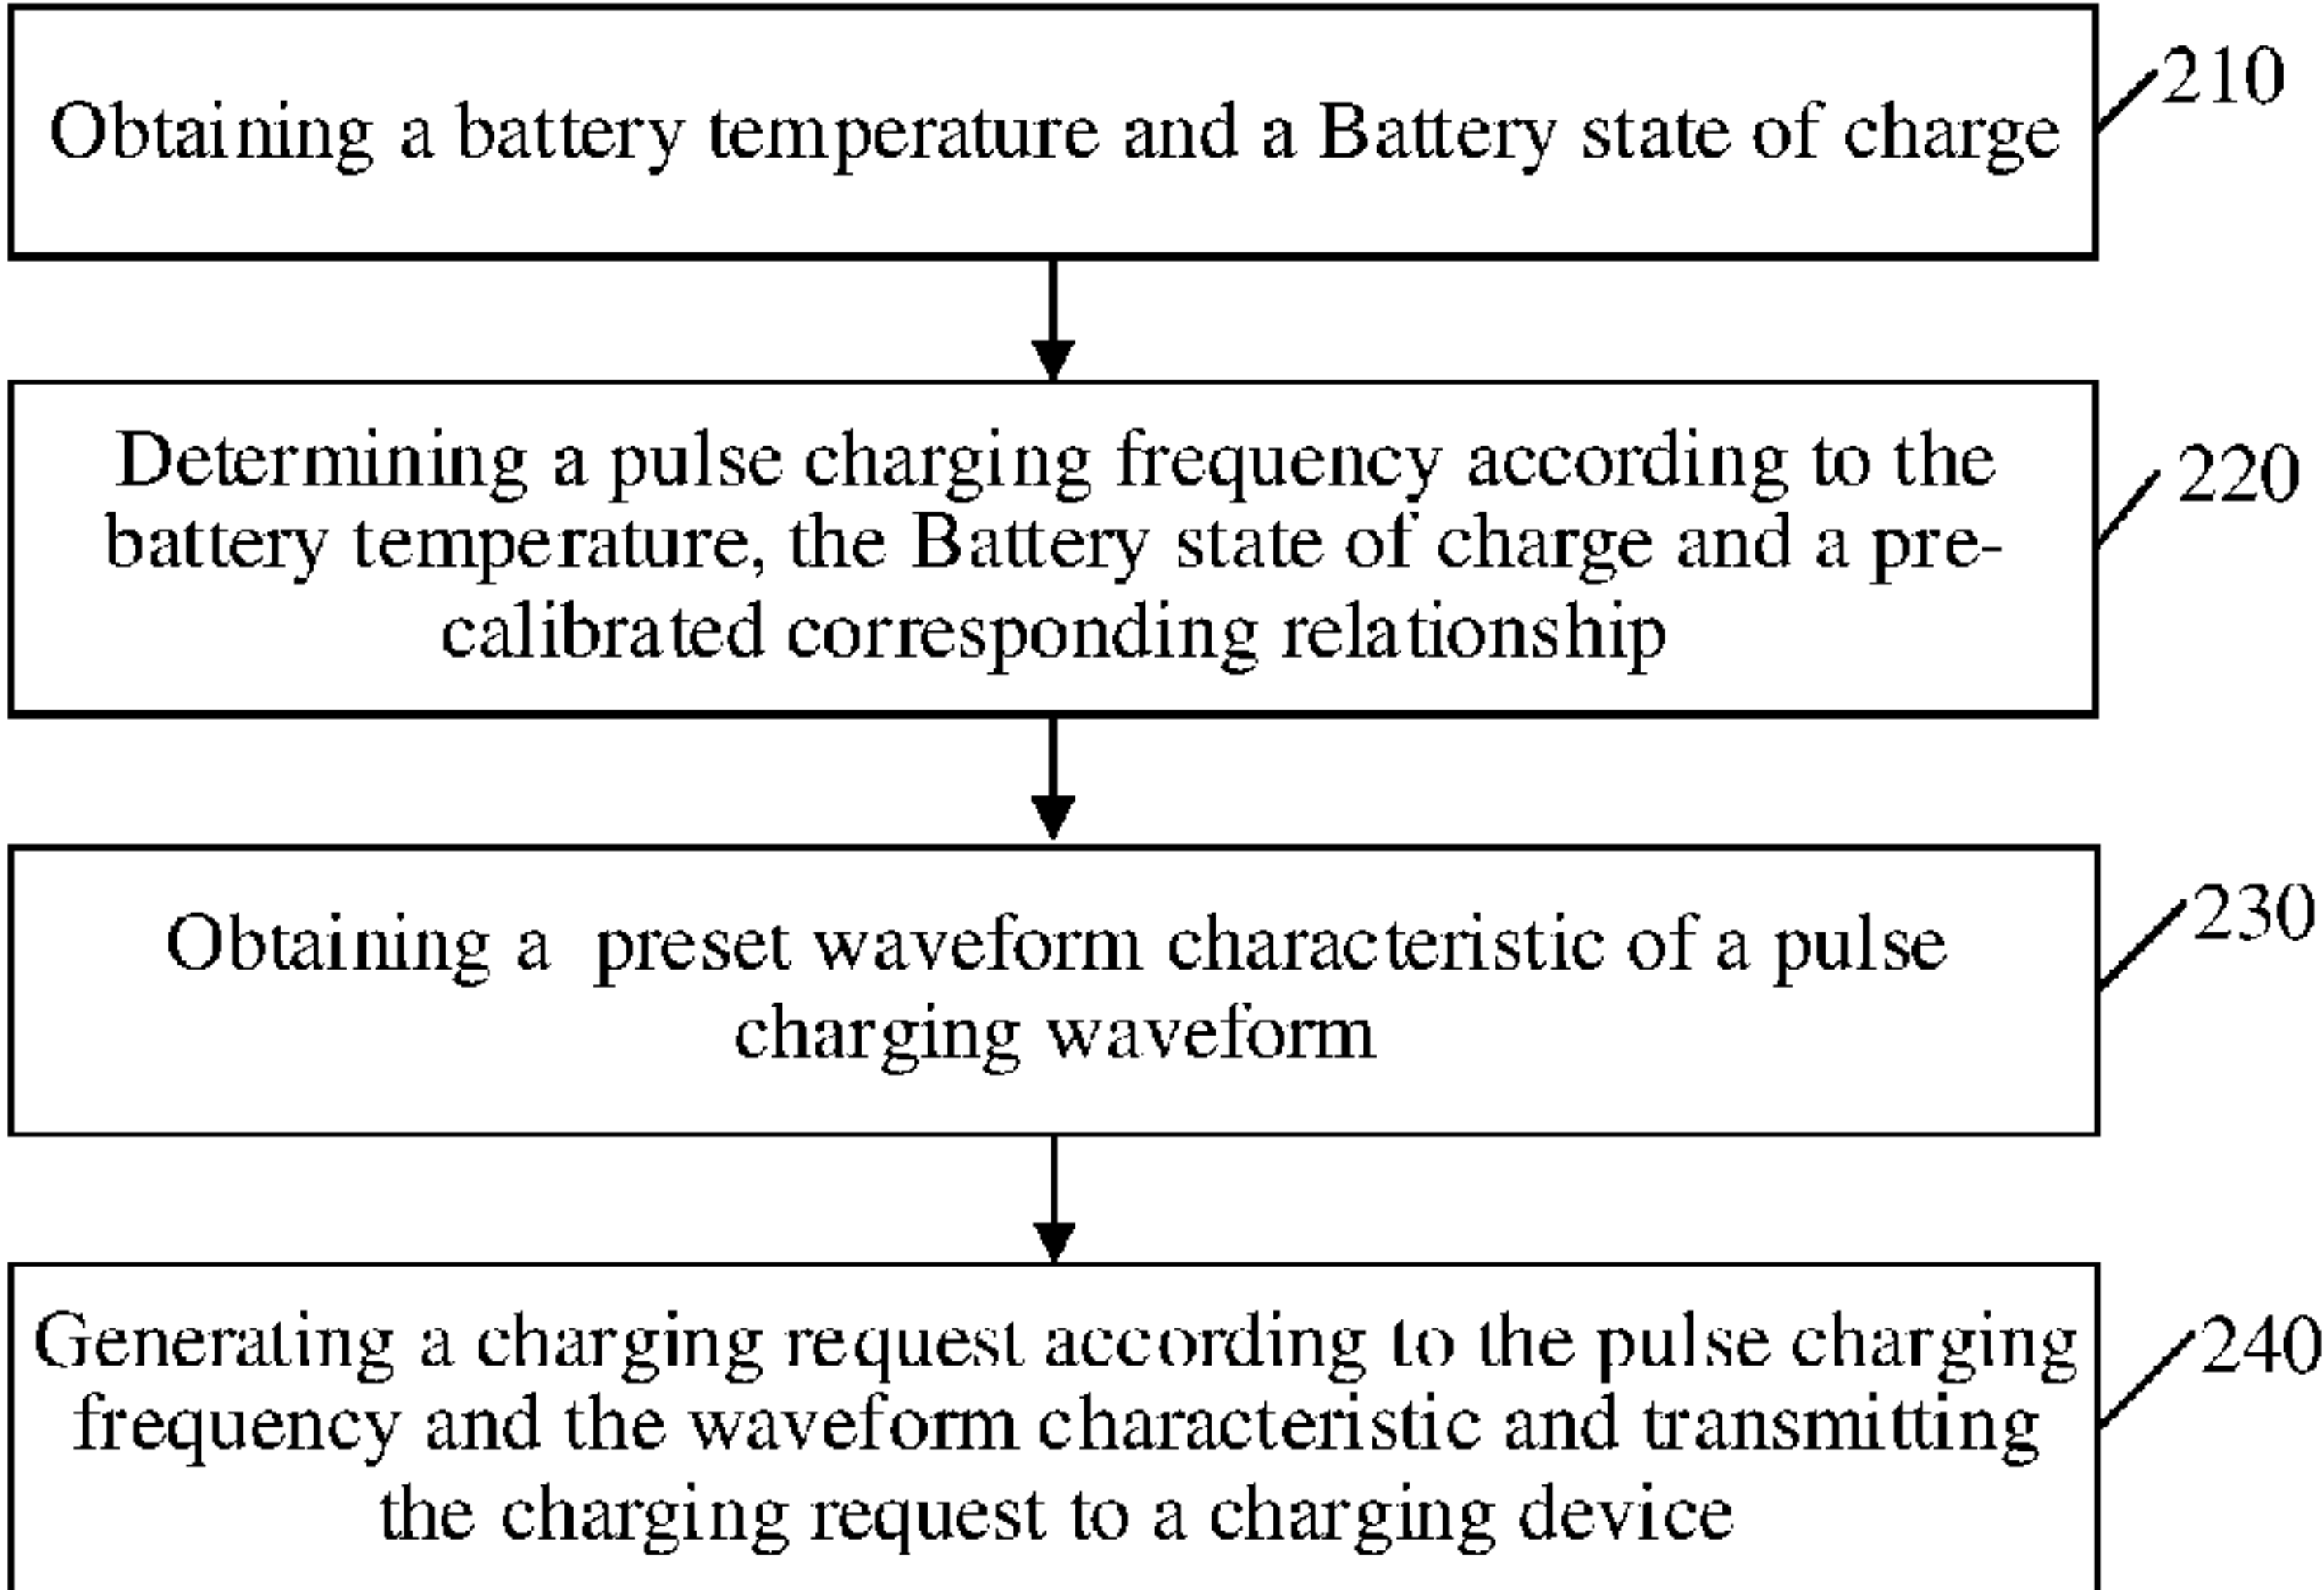 Obtaining a battery temperature and a Battery state of charge
210
Determining a pulse charging frequency according to the
battery temperature, the Battery state of charge and a pre-
calibrated corresponding relationship
220
Obtaining a preset waveform characteristic of a pulse
charging waveform
230
Generating a charging request according to the pulse charging
frequency and the waveform characteristic and transmitting
the charging request to a charging device
240